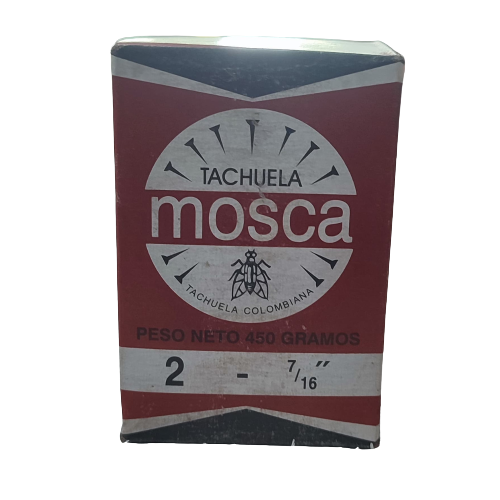 TACHUELA
mosca
TACHUELA COLOMBIANA
PESO NETO 450 GRAMOS
2 - 7/16"